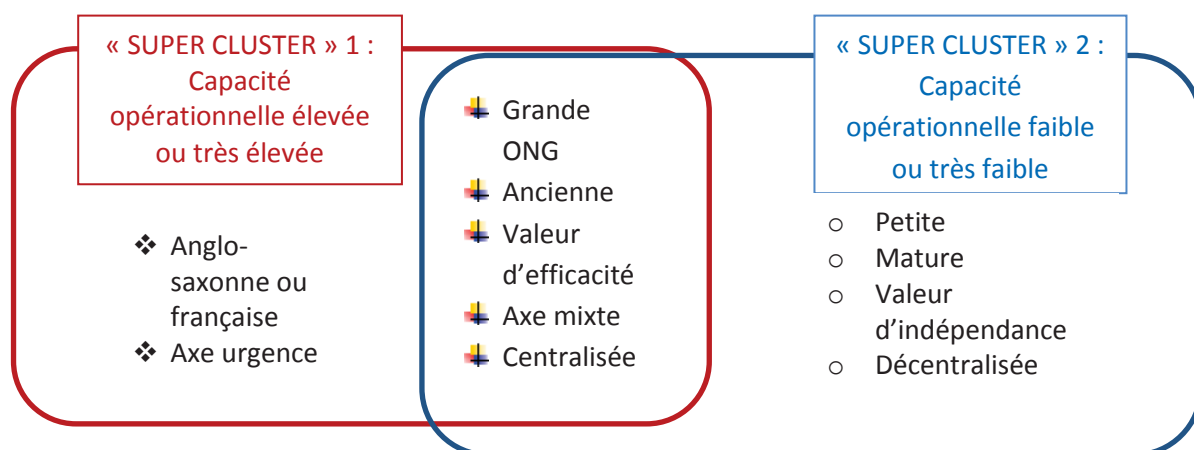 « SUPER CLUSTER » 1 :
Capacité
opérationnelle élevée
ou très élevée
Anglo-
saxonne ou
française
Axe urgence
Grande
ONG
Ancienne
Valeur
d'efficacité
Axe mixte
Centralisée
« SUPER CLUSTER » 2 :
Capacité
opérationnelle faible
ou très faible
Petite
Mature
Valeur
d'indépendance
Décentralisée